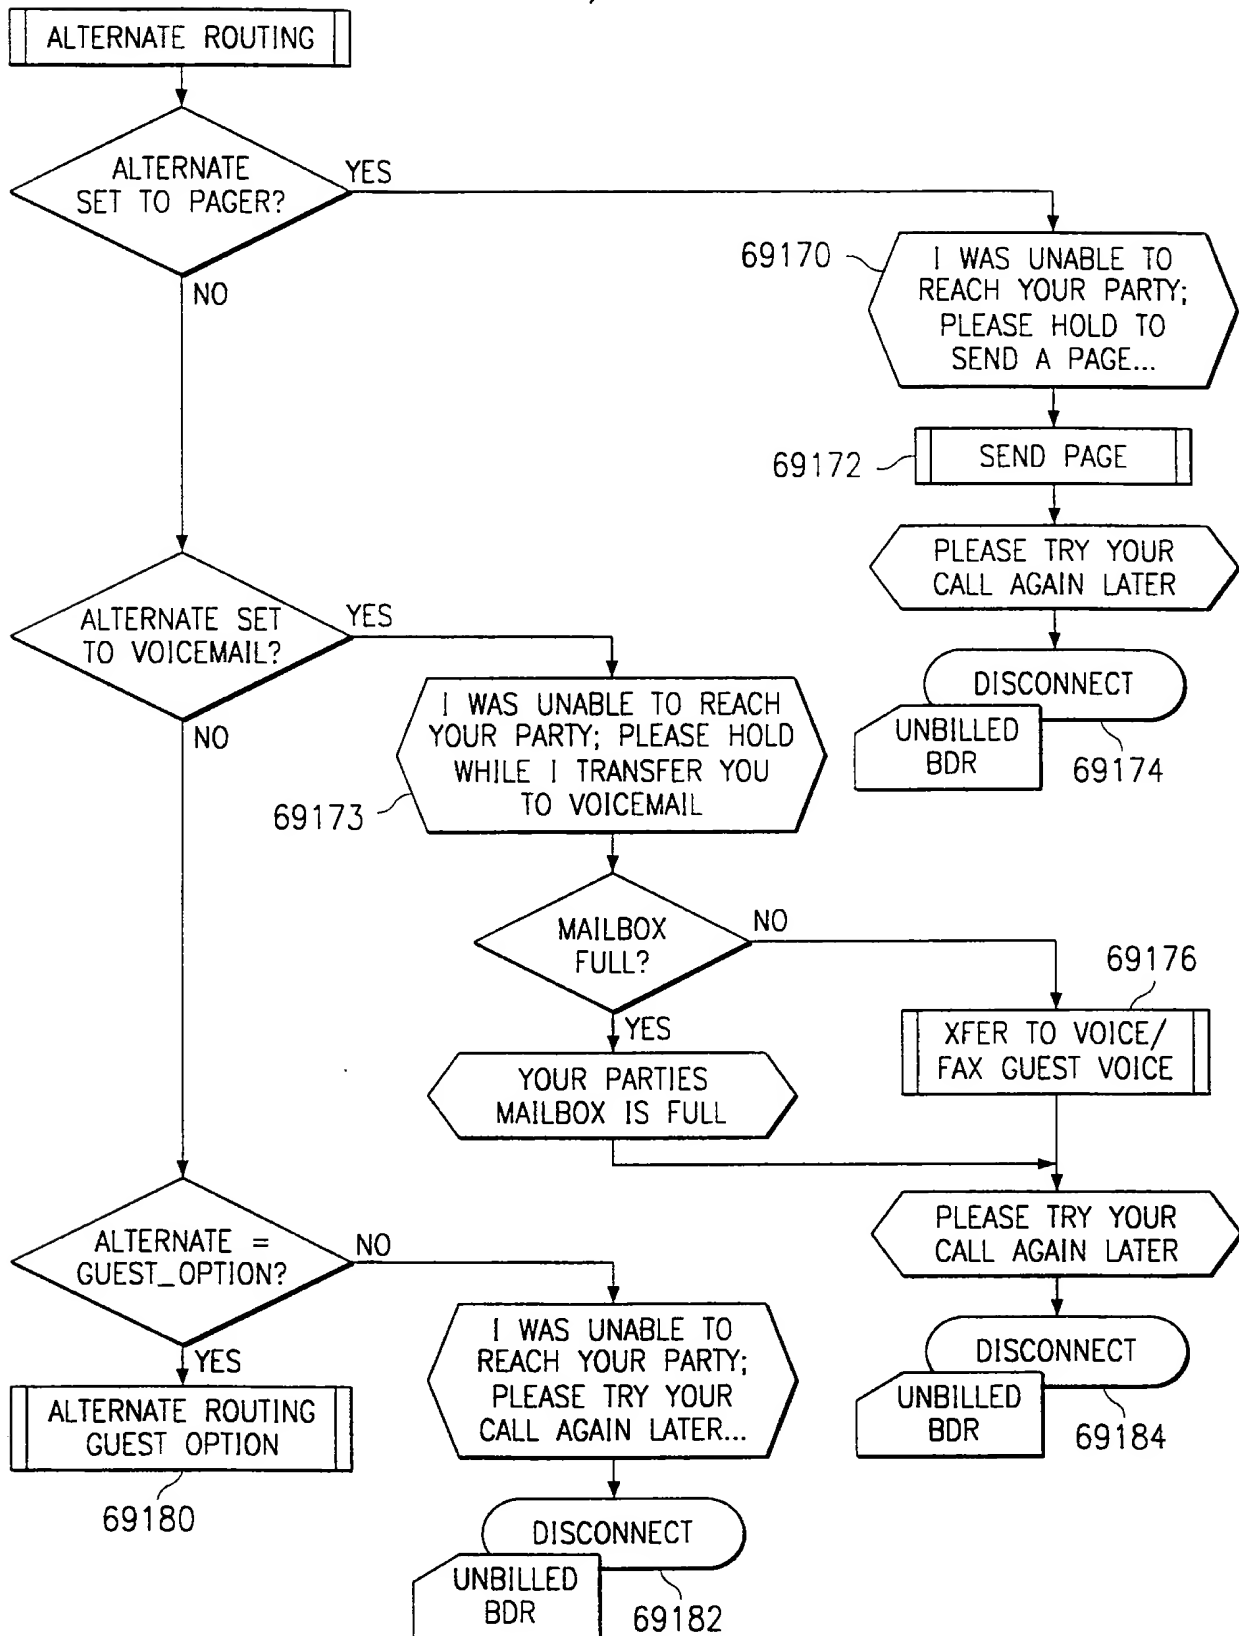 ALTERNATE ROUTING
ALTERNATE
SET TO PAGER?
YES
NO
69170
I WAS UNABLE TO
REACH YOUR PARTY;
PLEASE HOLD TO
SEND A PAGE...
69172
SEND PAGE
PLEASE TRY YOUR
CALL AGAIN LATER
DISCONNECT
UNBILLED
BDR
69174
ALTERNATE SET
TO VOICEMAIL?
YES
NO
I WAS UNABLE TO REACH
YOUR PARTY; PLEASE HOLD
WHILE I TRANSFER YOU
TO VOICEMAIL
69173
MAILBOX
FULL?
NO
YES
69176
XFER TO VOICE/
FAX GUEST VOICE
YOUR PARTIES
MAILBOX IS FULL
PLEASE TRY YOUR
CALL AGAIN LATER
DISCONNECT
UNBILLED
BDR
69184
ALTERNATE =
GUEST_OPTION?
NO
YES
ALTERNATE ROUTING
GUEST OPTION
69180
I WAS UNABLE TO
REACH YOUR PARTY;
PLEASE TRY YOUR
CALL AGAIN LATER...
DISCONNECT
UNBILLED
BDR
69182